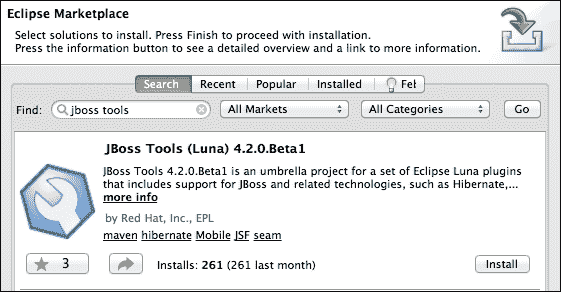 Eclipse Marketplace
Select solutions to install. Press Finish to proceed with installation.
Press the information button to see a detailed overview and a link to more information.
Search Recent Popular Installed Fel
Find: jboss tools All Markets All Categories Go
JBoss Tools (Luna) 4.2.0.Beta1
JBoss Tools 4.2.0.Beta1 is an umbrella project for a set of Eclipse Luna plugins
that includes support for JBoss and related technologies, such as Hibernate,...
more info
by Red Hat, Inc., EPL
maven hibernate Mobile JSF seam
3 Installs: 261 (261 last month) Install